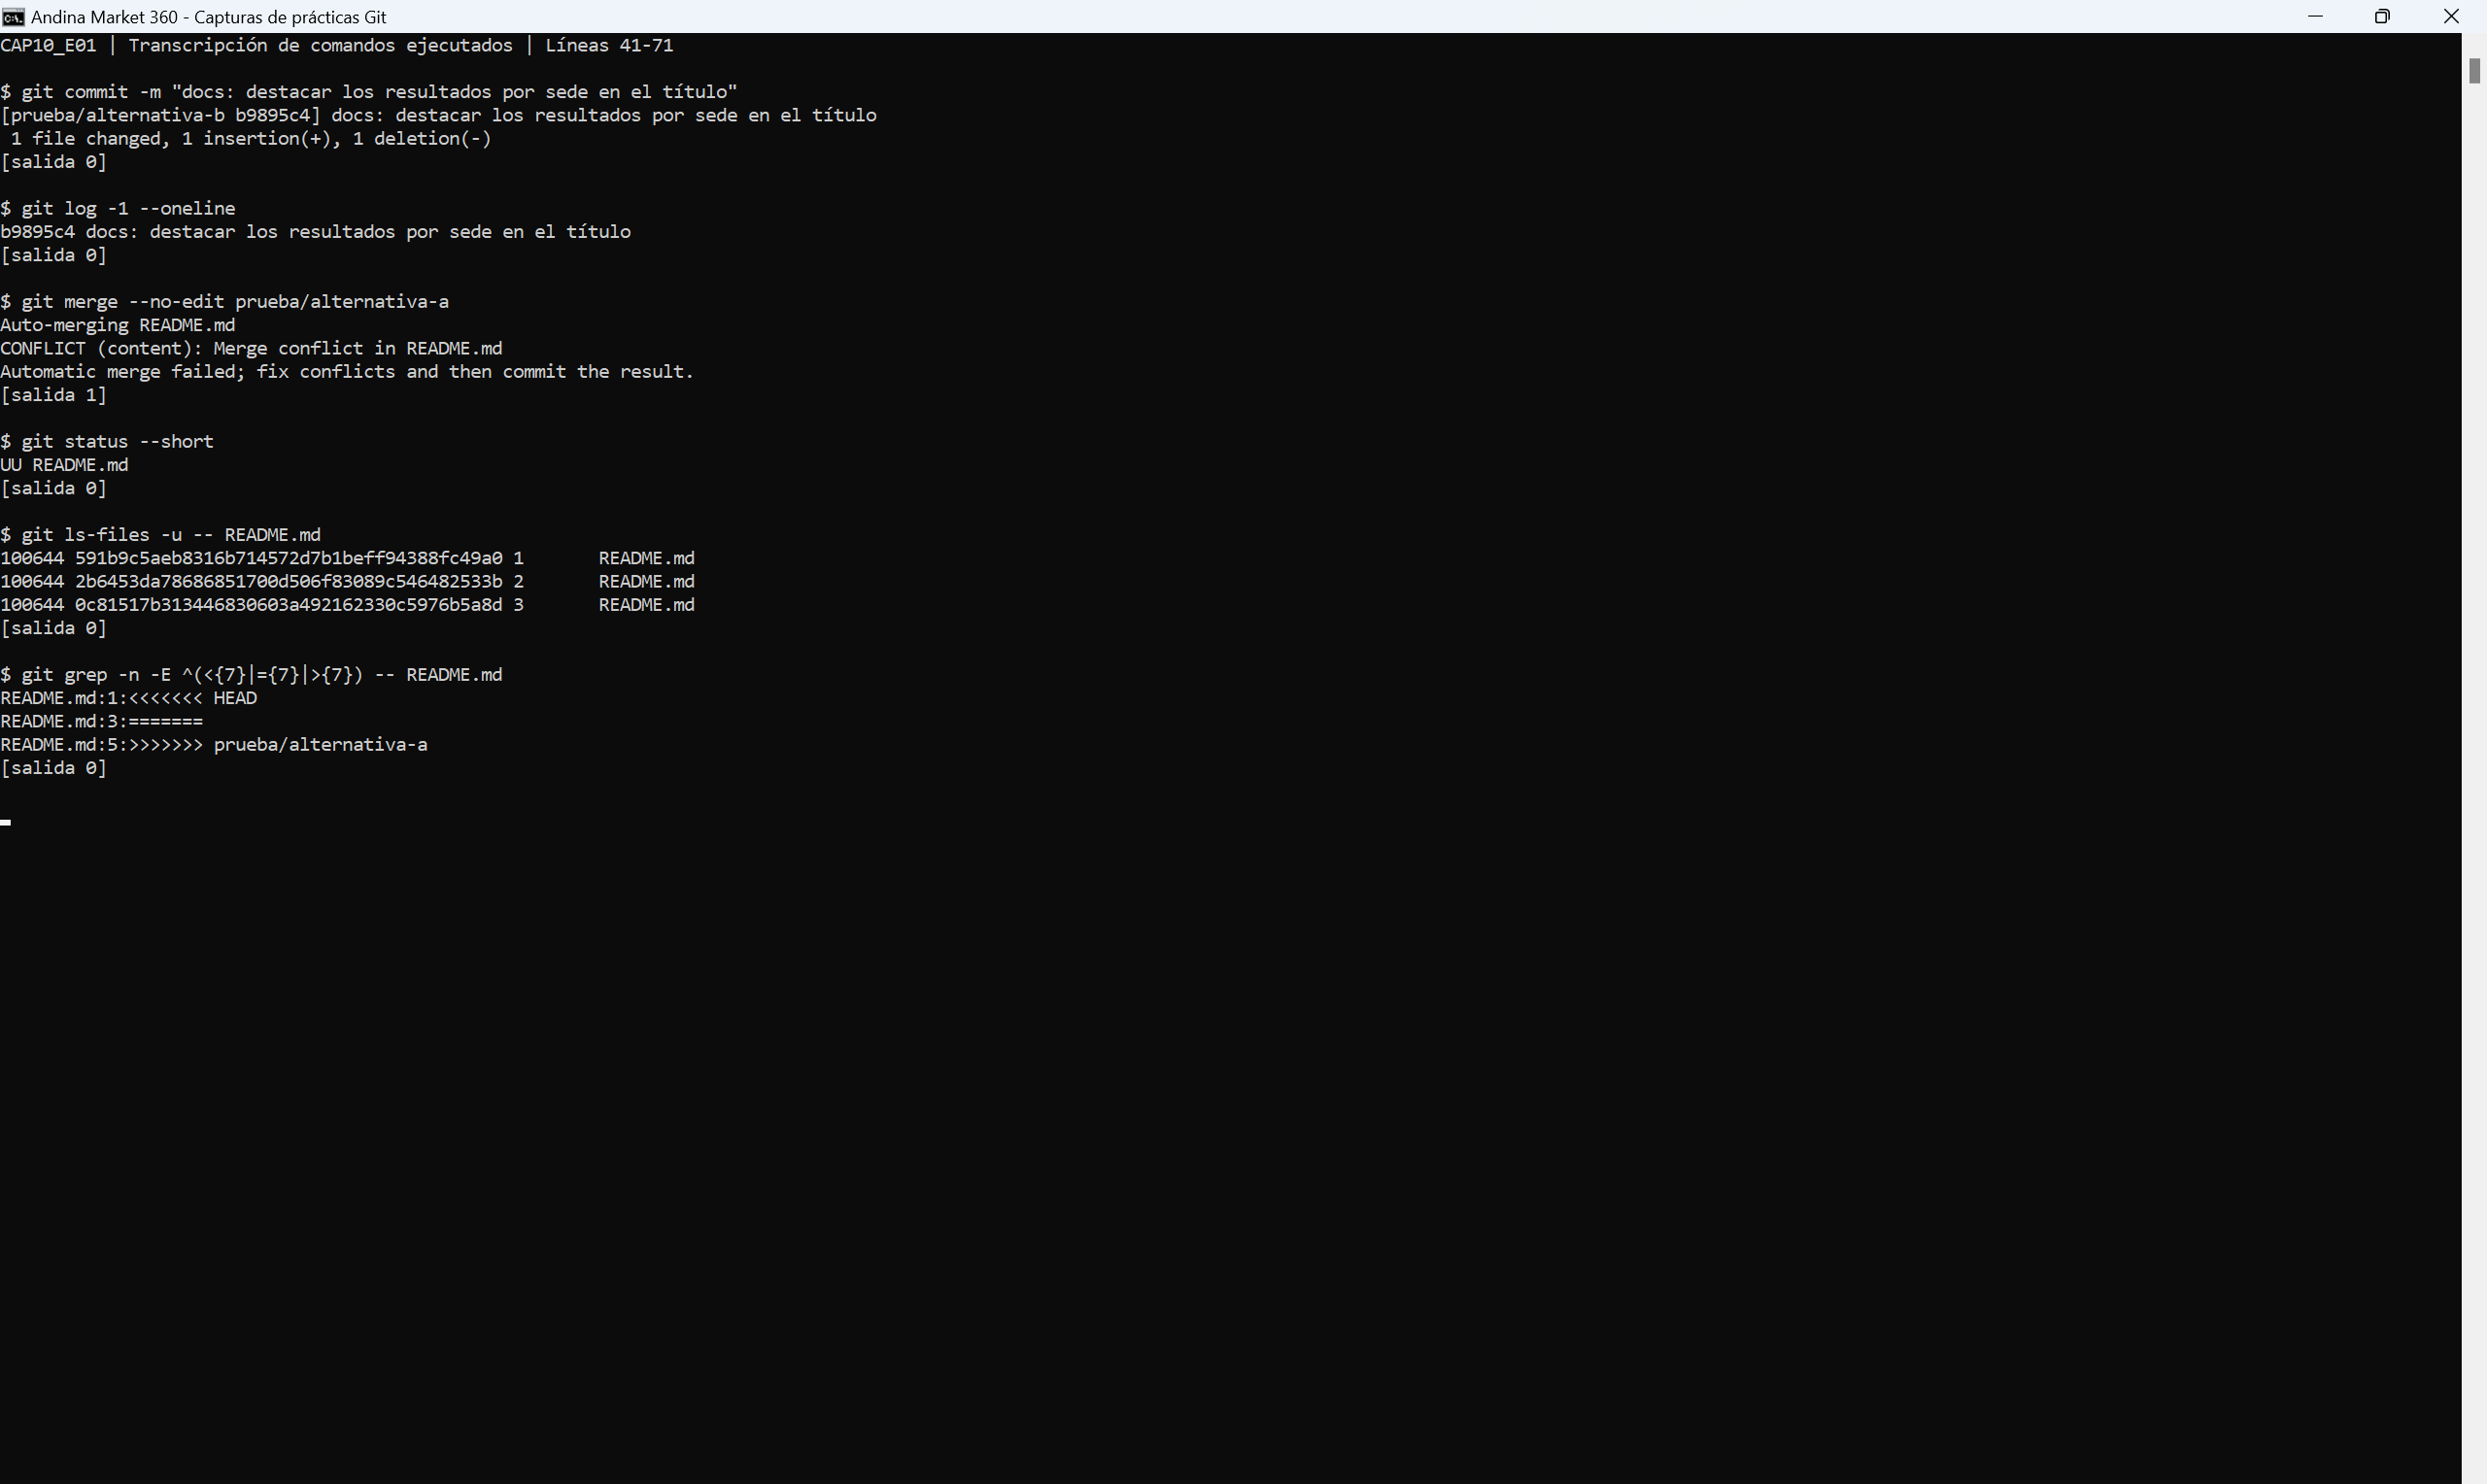 Andina Market 360 - Capturas de prácticas Git
CAP10_E01 | Transcripción de comandos ejecutados | Líneas 41-71
$ git commit -m "docs: destacar los resultados por sede en el título"
[prueba/alternativa-b b9895c4] docs: destacar los resultados por sede en el título
 1 file changed, 1 insertion(+), 1 deletion(-)
[salida 0]
$ git log -1 --oneline
b9895c4 docs: destacar los resultados por sede en el título
[salida 0]
$ git merge --no-edit prueba/alternativa-a
Auto-merging README.md
CONFLICT (content): Merge conflict in README.md
Automatic merge failed; fix conflicts and then commit the result.
[salida 1]
$ git status --short
UU README.md
[salida 0]
$ git ls-files -u -- README.md
100644 591b9c5aeb8316b714572d7b1beff94388fc49a0 1       README.md
100644 2b6453da78686851700d506f83089c546482533b 2       README.md
100644 0c81517b313446830603a492162330c5976b5a8d 3       README.md
[salida 0]
$ git grep -n -E ^(<{7}|={7}|>{7}) -- README.md
README.md:1:<<<<<<< HEAD
README.md:3:=======
README.md:5:>>>>>>> prueba/alternativa-a
[salida 0]